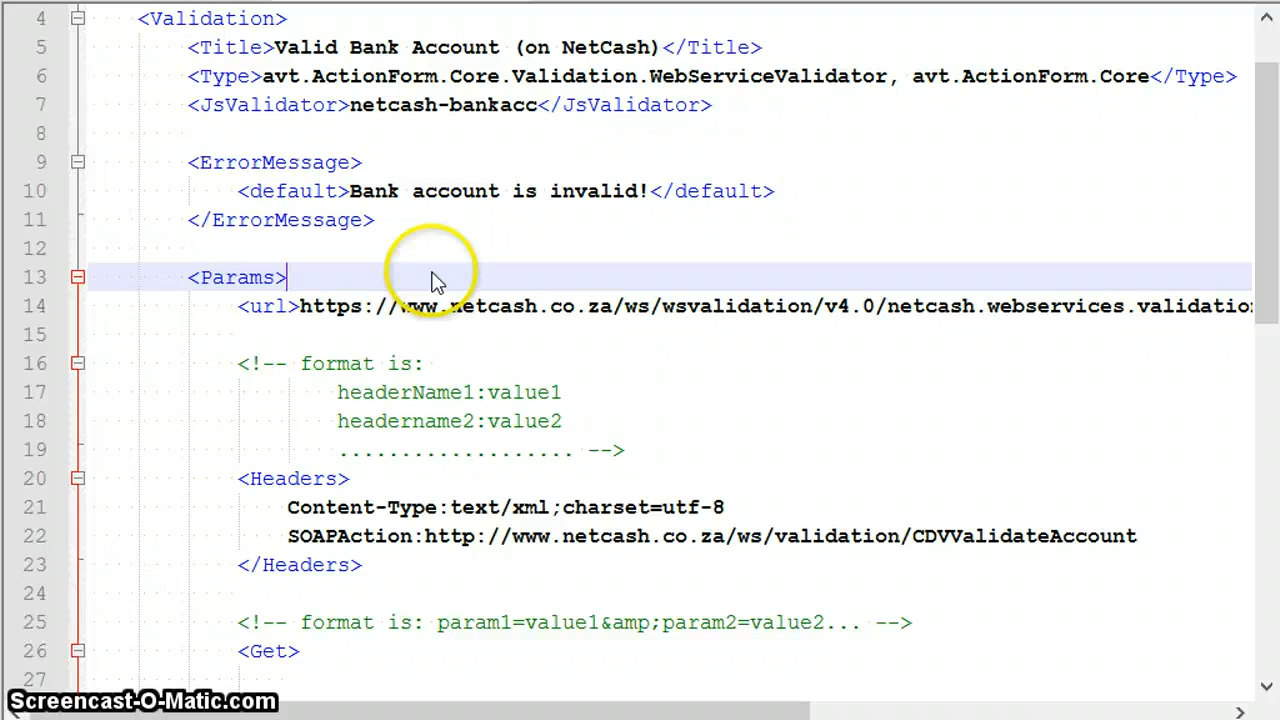 4 <Validation>
5 <Title>Valid Bank Account (on NetCash)</Title>
6 <Type>avt.ActionForm.Core.Validation.WebServiceValidator, avt.ActionForm.Core</Type>
7 <JsValidator>netcash-bankacc</JsValidator>
8
9 <ErrorMessage>
10 <default>Bank account is invalid!</default>
11 </ErrorMessage>
12
13 <Params>
14 <url>https://www.netcash.co.za/ws/wsvalidation/v4.0/netcash.webservices.validatio
15
16 <!-- format is:
17 headerName1:value1
18 headername2:value2
19 ................... -->
20 <Headers>
21 Content-Type:text/xml;charset=utf-8
22 SOAPAction:http://www.netcash.co.za/ws/validation/CDVValidateAccount
23 </Headers>
24
25 <!-- format is: param1=value1&amp;param2=value2... -->
26 <Get>
27
Screencast-O-Matic.com